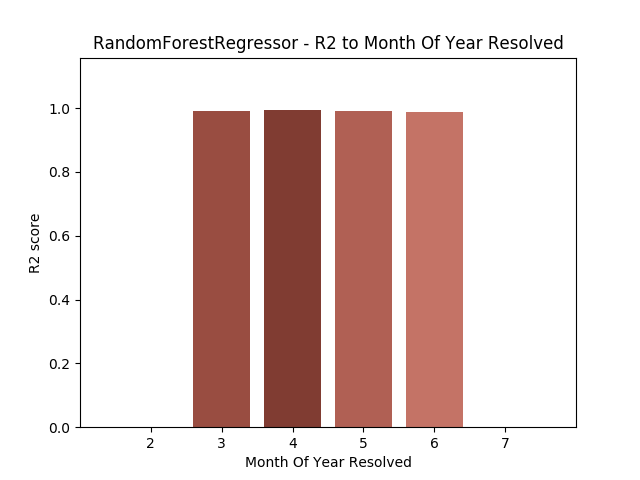 RandomForestRegressor - R2 to Month Of Year Resolved
1.0
0.8
0.6
0.4
0.2
0.0
R2 score
2 3 4 5 6 7
Month Of Year Resolved